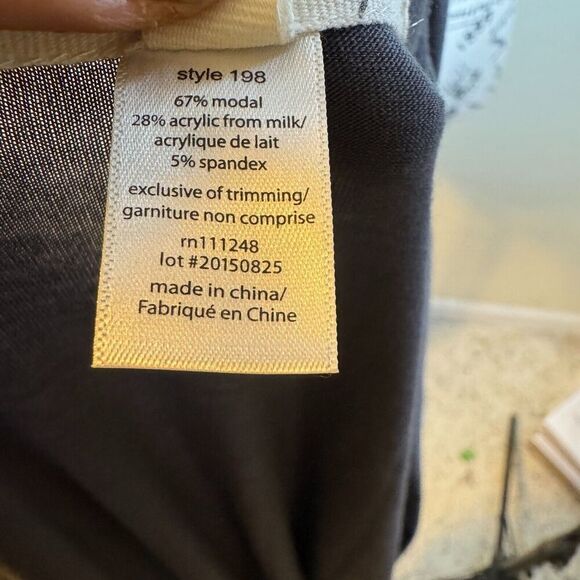 style 198
67% modal
28% acrylic from milk/
acrylique de lait
5% spandex
exclusive of trimming/
garniture non comprise
rn111248
lot #20150825
made in china/
Fabriqué en Chine